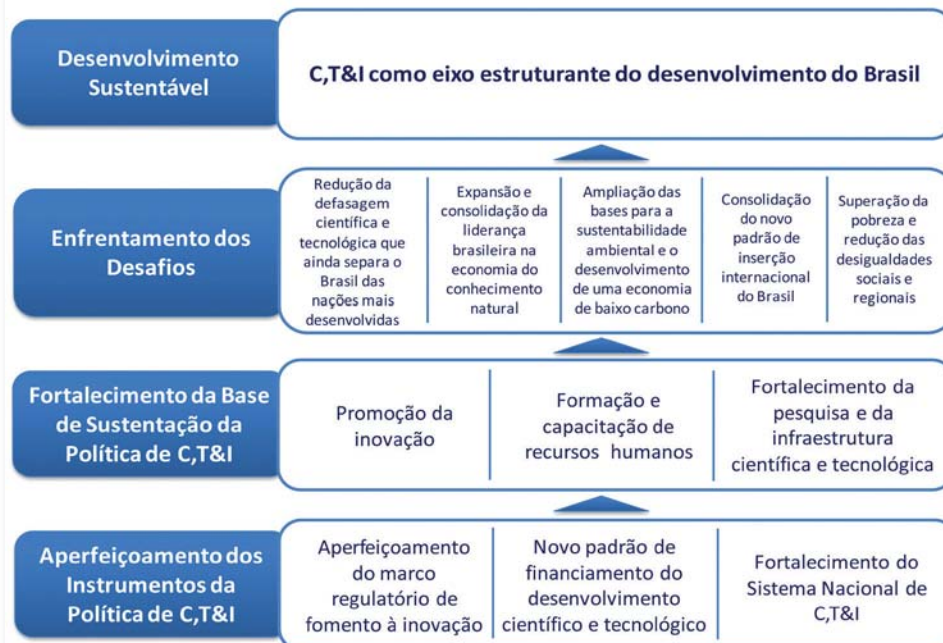 Desenvolvimento
Sustentável
C,T&I como eixo estruturante do desenvolvimento do Brasil
Enfrentamento dos
Desafios
Redução da
defasagem
científica e
tecnológica que
ainda separa o
Brasil das
nações mais
desenvolvidas
Expansão e
consolidação da
liderança
brasileira na
economia do
conhecimento
natural
Ampliação das
bases para a
sustentabilidade
ambiental e o
desenvolvimento
de uma economia
de baixo carbono
Consolidação
do novo
padrão de
inserção
internacional
do Brasil
Superação da
pobreza e
redução das
desigualdades
sociais e
regionais
Fortalecimento da Base
de Sustentação da
Política de C,T&I
Promoção da
inovação
Formação e
capacitação de
recursos humanos
Fortalecimento da
pesquisa e da
infraestrutura
científica e tecnológica
Aperfeiçoamento dos
Instrumentos da
Política de C,T&I
Aperfeiçoamento
do marco
regulatório de
fomento à inovação
Novo padrão de
financiamento do
desenvolvimento
científico e tecnológico
Fortalecimento do
Sistema Nacional de
C,T&I